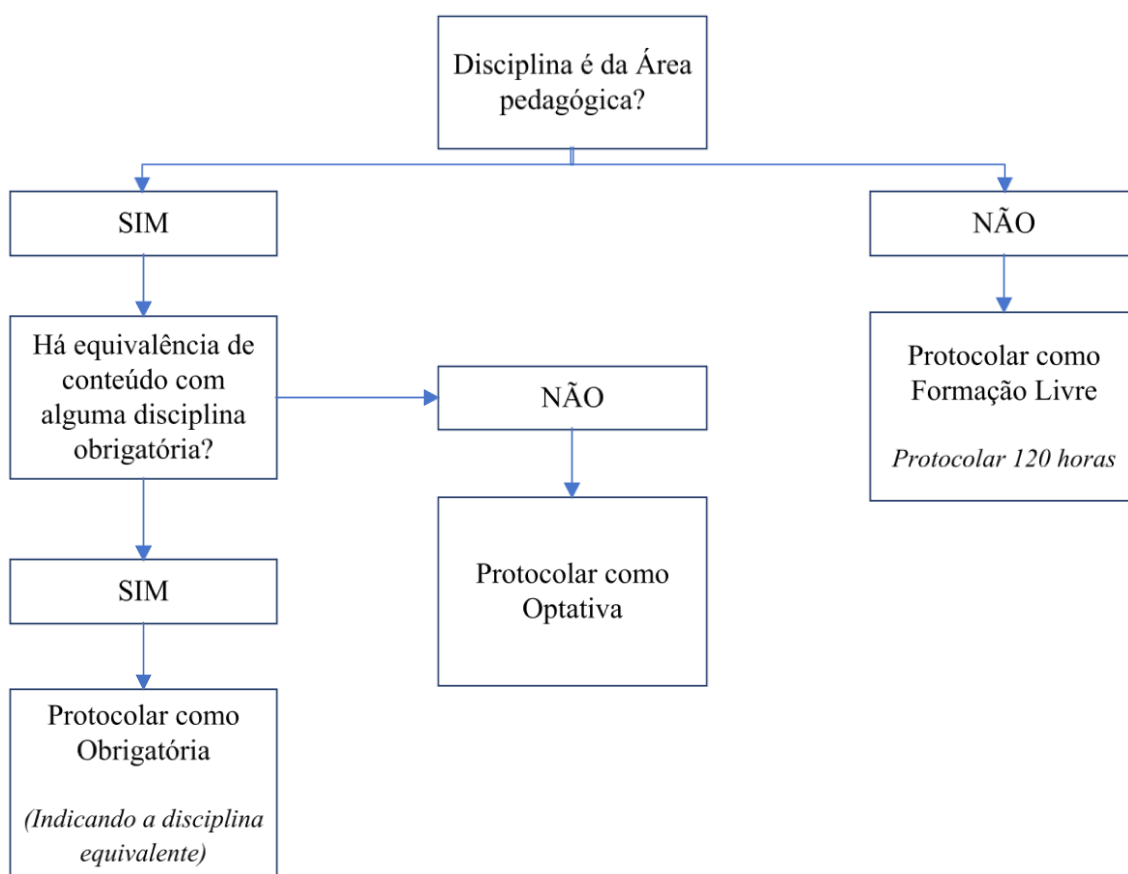 Disciplina é da Área
pedagógica?
SIM
NÃO
Há equivalência de
conteúdo com
alguma disciplina
obrigatória?
NÃO
Protocolar como
Formação Livre
Protocolar 120 horas
SIM
Protocolar como
Optativa
Protocolar como
Obrigatória
(Indicando a disciplina
equivalente)